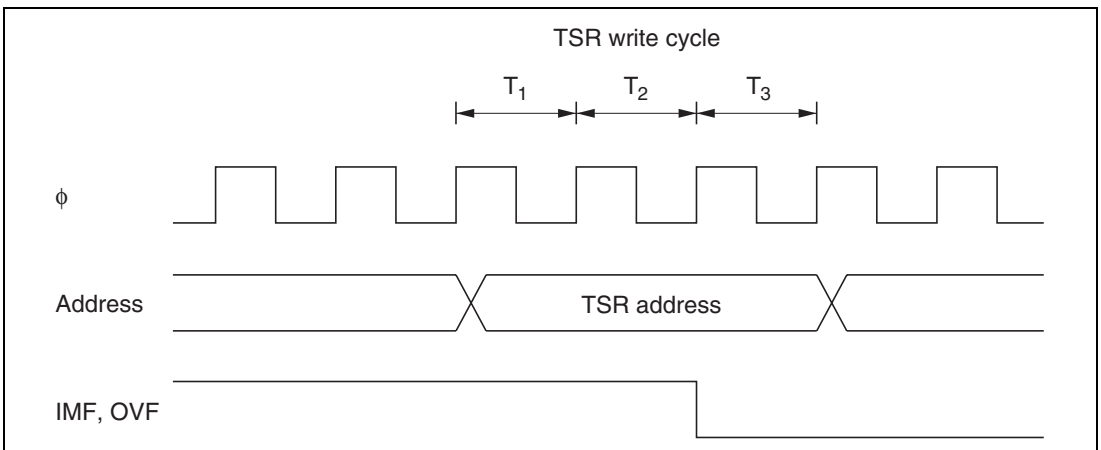 TSR write cycle
T1 T2 T3
ϕ
Address TSR address
IMF, OVF